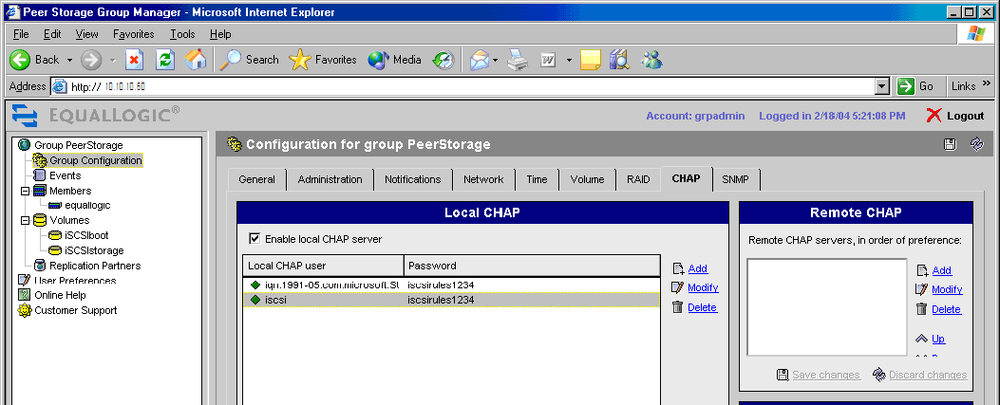 Peer Storage Group Manager - Microsoft Internet Explorer
File Edit View Favorites Tools Help
Back Search Favorites Media
Address http:// 10.10.10.60 Go Links »
EQUALLOGIC® Account: grpadmin Logged in 2/18/04 5:21:08 PM Logout
Group PeerStorage
Group Configuration
Events
Members
equallogic
Volumes
iSCSIboot
iSCSIstorage
Replication Partners
User Preferences
Online Help
Customer Support
Configuration for group PeerStorage
General Administration Notifications Network Time Volume RAID CHAP SNMP
Local CHAP
Enable local CHAP server
Local CHAP user Password
iqn.1991-05.com.microsoft.St iscsirules1234
iscsi iscsirules1234
Add
Modify
Delete
Remote CHAP
Remote CHAP servers, in order of preference:
Add
Modify
Delete
Up
Save changes Discard changes